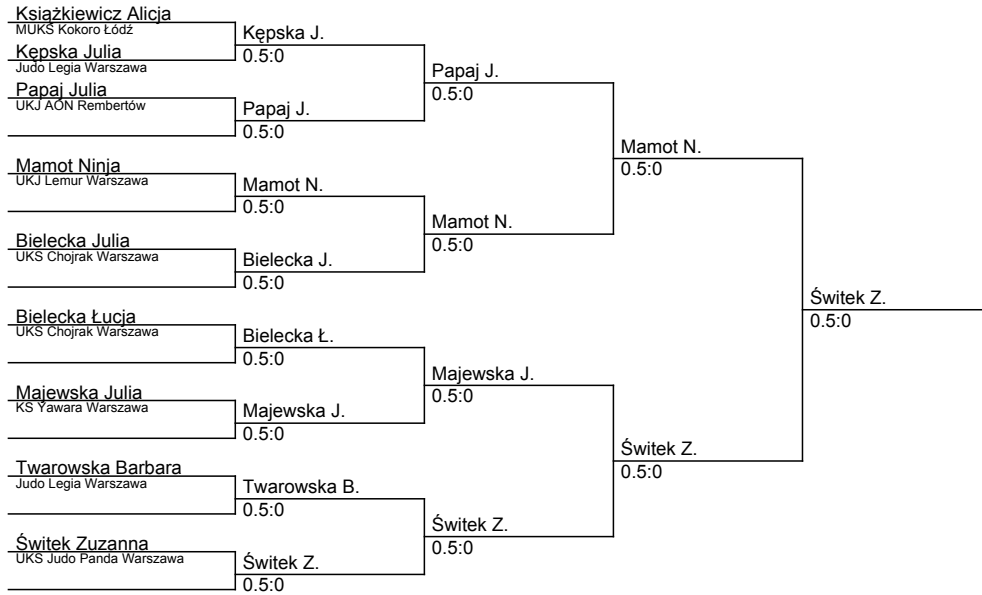 Książkiewicz Alicja
MUKS Kokoro Łódź
Kępska Julia
Judo Legia Warszawa
Papaj Julia
UKJ AON Rembertów
Mamot Ninja
UKJ Lemur Warszawa
Bielecka Julia
UKS Chojrak Warszawa
Bielecka Łucja
UKS Chojrak Warszawa
Majewska Julia
KS Yawara Warszawa
Twarowska Barbara
Judo Legia Warszawa
Świtek Zuzanna
UKS Judo Panda Warszawa
Kępska J.
0.5:0
Papaj J.
0.5:0
Mamot N.
0.5:0
Bielecka J.
0.5:0
Bielecka Ł.
0.5:0
Majewska J.
0.5:0
Twarowska B.
0.5:0
Świtek Z.
0.5:0
Papaj J.
0.5:0
Mamot N.
0.5:0
Majewska J.
0.5:0
Świtek Z.
0.5:0
Mamot N.
0.5:0
Świtek Z.
0.5:0
Świtek Z.
0.5:0